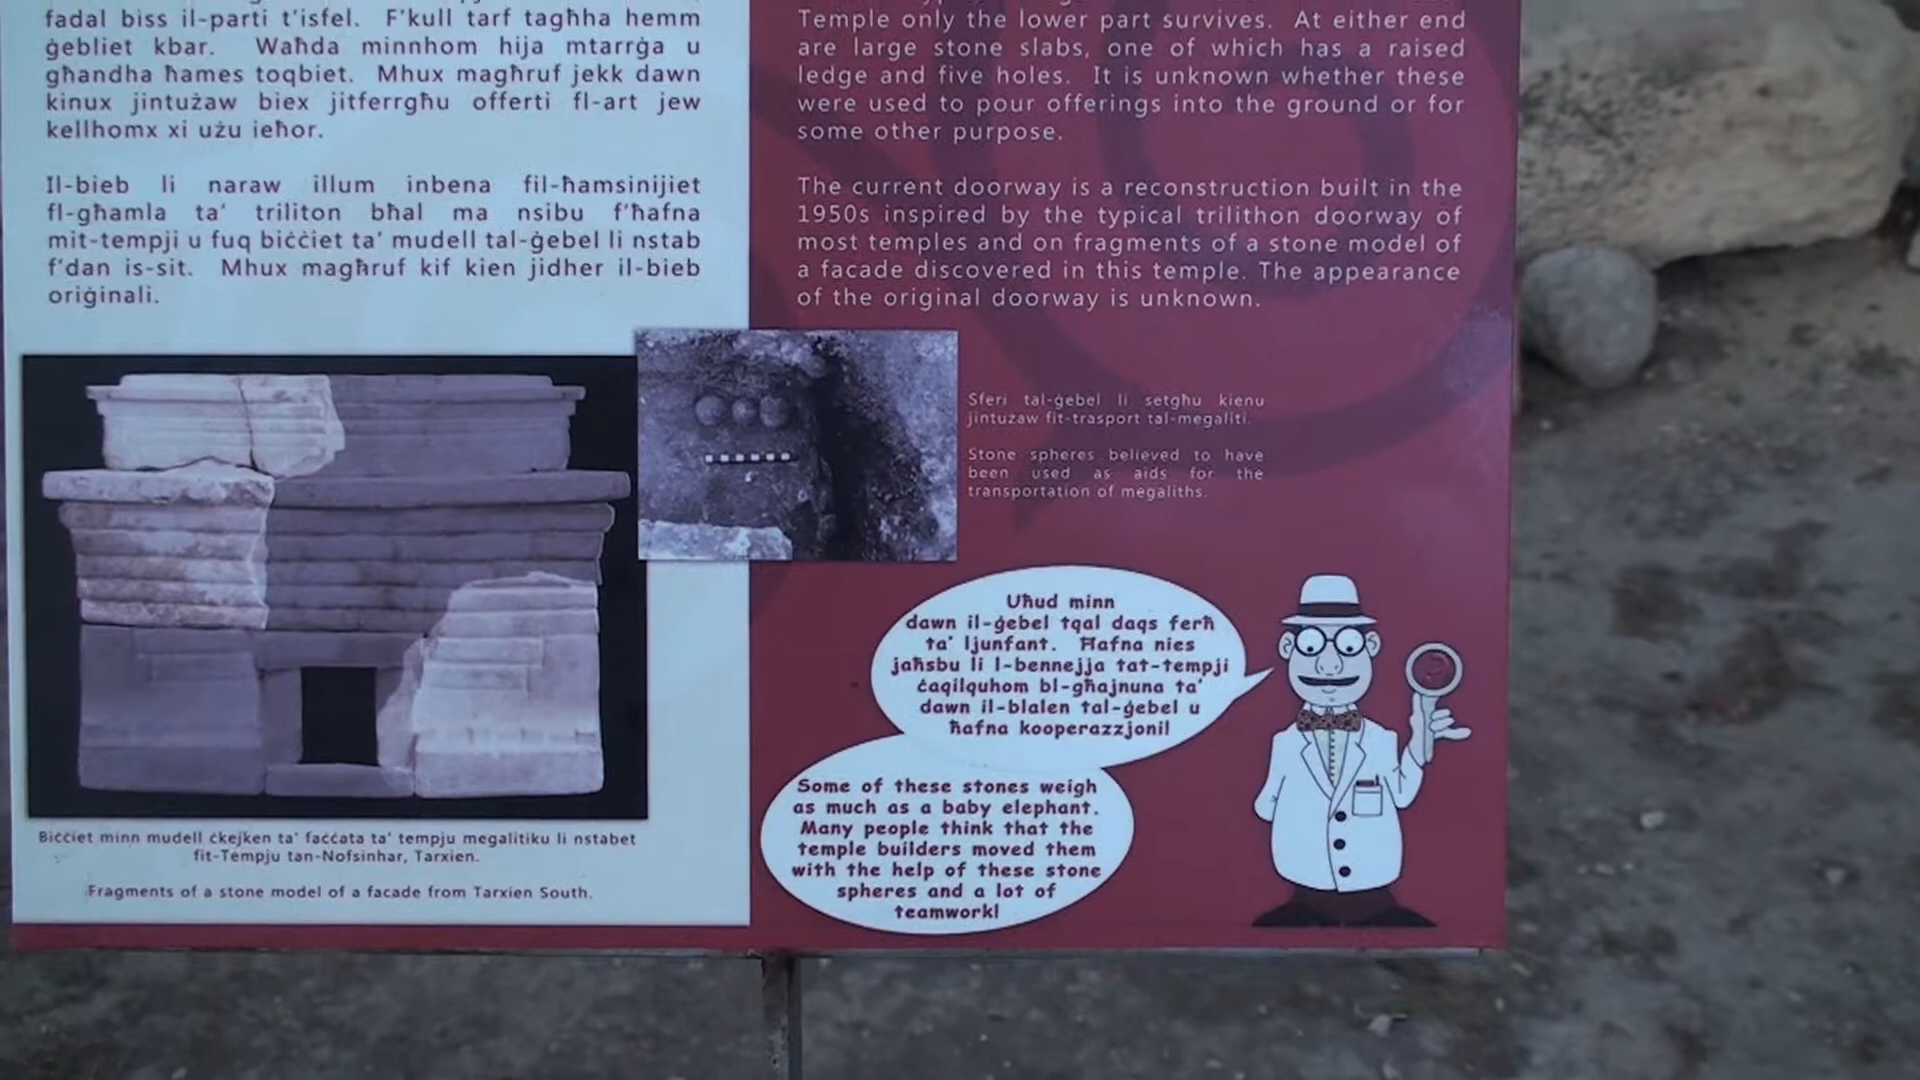 fadal biss il-parti t'isfel. F'kull tarf tagħha hemm
ġebliet kbar. Waħda minnhom hija mtarrġa u
għandha ħames toqbiet. Mhux magħruf jekk dawn
kinux jintużaw biex jitferrgħu offerti fl-art jew
kellhomx xi użu ieħor.
Il-bieb li naraw illum inbena fil-ħamsinijiet
fl-għamla ta' triliton bħal ma nsibu f'ħafna
mit-tempji u fuq biċċiet ta' mudell tal-ġebel li nstab
f'dan is-sit. Mhux magħruf kif kien jidher il-bieb
oriġinali.
Temple only the lower part survives. At either end
are large stone slabs, one of which has a raised
ledge and five holes. It is unknown whether these
were used to pour offerings into the ground or for
some other purpose.
The current doorway is a reconstruction built in the
1950s inspired by the typical trilithon doorway of
most temples and on fragments of a stone model of
a facade discovered in this temple. The appearance
of the original doorway is unknown.
Sferi tal-ġebel li setgħu kienu
jintużaw fit-trasport tal-megaliti.
Stone spheres believed to have
been used as aids for the
transportation of megaliths.
Biċċiet minn mudell ċkejken ta' faċċata ta' tempju megalitiku li nstabet
fit-Tempju tan-Nofsinhar, Tarxien.
Fragments of a stone model of a facade from Tarxien South.
Uħud minn
dawn il-ġebel tqal daqs ferħ
ta' ljunfant. Ħafna nies
jaħsbu li l-bennejja tat-tempji
ċaqilquhom bl-għajnuna ta'
dawn il-blalen tal-ġebel u
ħafna kooperazzjoni!
Some of these stones weigh
as much as a baby elephant.
Many people think that the
temple builders moved them
with the help of these stone
spheres and a lot of
teamwork!